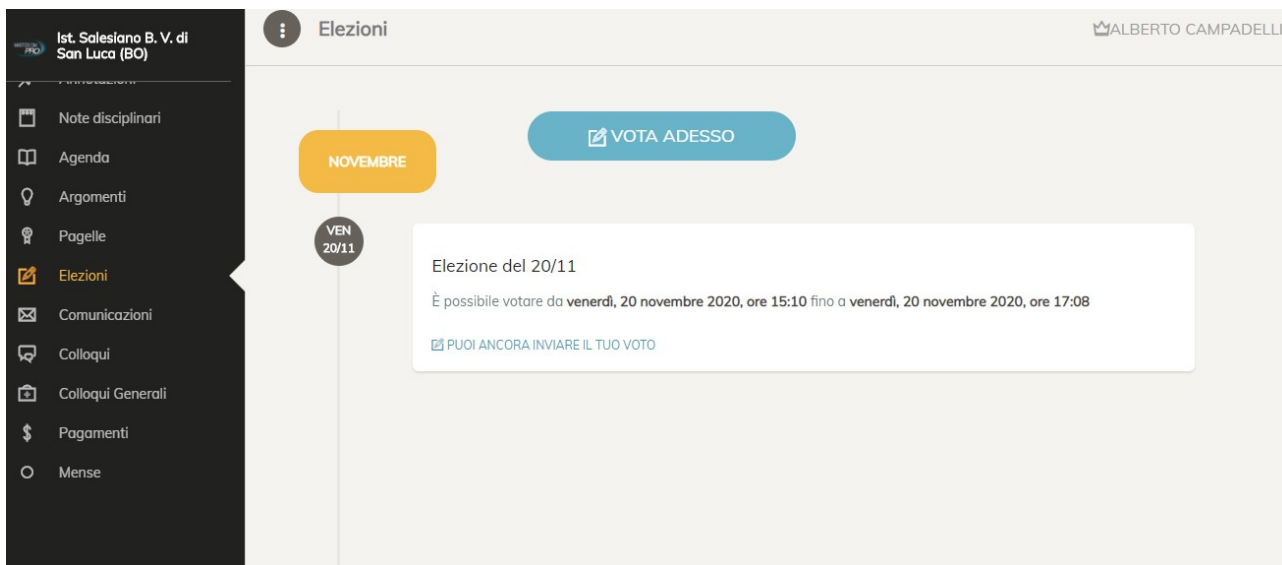 Ist. Salesiano B. V. di
San Luca (BO)
Note disciplinari
Agenda
Argomenti
Pagelle
Elezioni
Comunicazioni
Colloqui
Colloqui Generali
Pagamenti
Mense
Elezioni
ALBERTO CAMPADELLI
VOTA ADESSO
NOVEMBRE
VEN
20/11
Elezione del 20/11
È possibile votare da venerdì, 20 novembre 2020, ore 15:10 fino a venerdì, 20 novembre 2020, ore 17:08
PUOI ANCORA INVIARE IL TUO VOTO